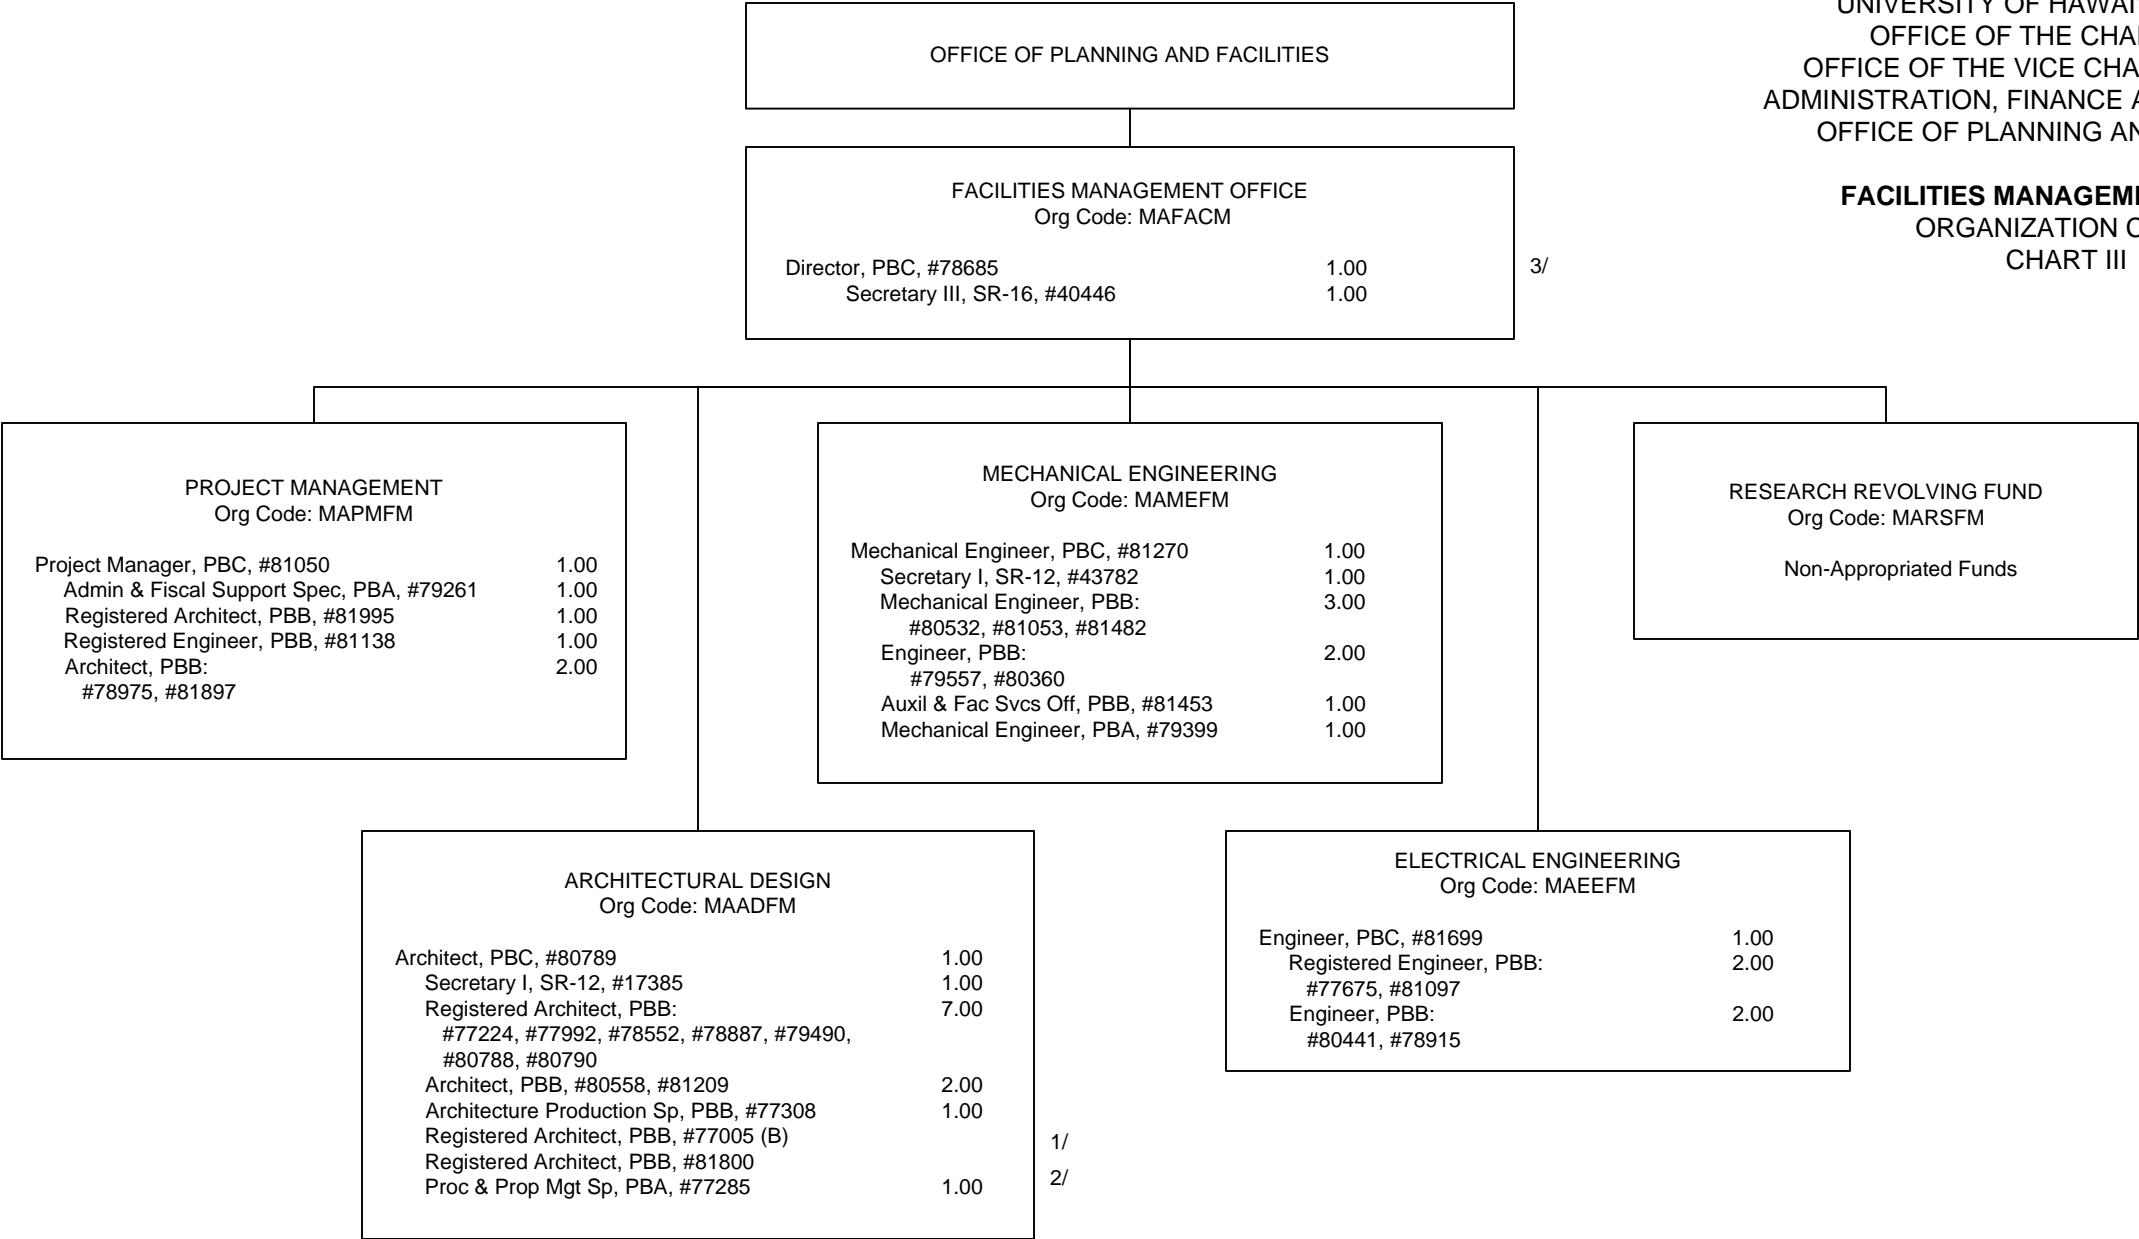 UNIVERSITY OF HAWAI
OFFICE OF THE CHA
OFFICE OF THE VICE CHA
ADMINISTRATION, FINANCE A
OFFICE OF PLANNING AN
FACILITIES MANAGEM
ORGANIZATION C
CHART III
OFFICE OF PLANNING AND FACILITIES
FACILITIES MANAGEMENT OFFICE
Org Code: MAFACM
Director, PBC, #78685 1.00 3/
Secretary III, SR-16, #40446 1.00
PROJECT MANAGEMENT
Org Code: MAPMFM
Project Manager, PBC, #81050 1.00
Admin & Fiscal Support Spec, PBA, #79261 1.00
Registered Architect, PBB, #81995 1.00
Registered Engineer, PBB, #81138 1.00
Architect, PBB: 2.00
#78975, #81897
MECHANICAL ENGINEERING
Org Code: MAMEFM
Mechanical Engineer, PBC, #81270 1.00
Secretary I, SR-12, #43782 1.00
Mechanical Engineer, PBB: 3.00
#80532, #81053, #81482
Engineer, PBB: 2.00
#79557, #80360
Auxil & Fac Svcs Off, PBB, #81453 1.00
Mechanical Engineer, PBA, #79399 1.00
RESEARCH REVOLVING FUND
Org Code: MARSFM
Non-Appropriated Funds
ARCHITECTURAL DESIGN
Org Code: MAADFM
Architect, PBC, #80789 1.00
Secretary I, SR-12, #17385 1.00
Registered Architect, PBB: 7.00
#77224, #77992, #78552, #78887, #79490,
#80788, #80790
Architect, PBB, #80558, #81209 2.00
Architecture Production Sp, PBB, #77308 1.00
Registered Architect, PBB, #77005 (B) 1/
Registered Architect, PBB, #81800 2/
Proc & Prop Mgt Sp, PBA, #77285 1.00
ELECTRICAL ENGINEERING
Org Code: MAEEFM
Engineer, PBC, #81699 1.00
Registered Engineer, PBB: 2.00
#77675, #81097
Engineer, PBB: 2.00
#80441, #78915